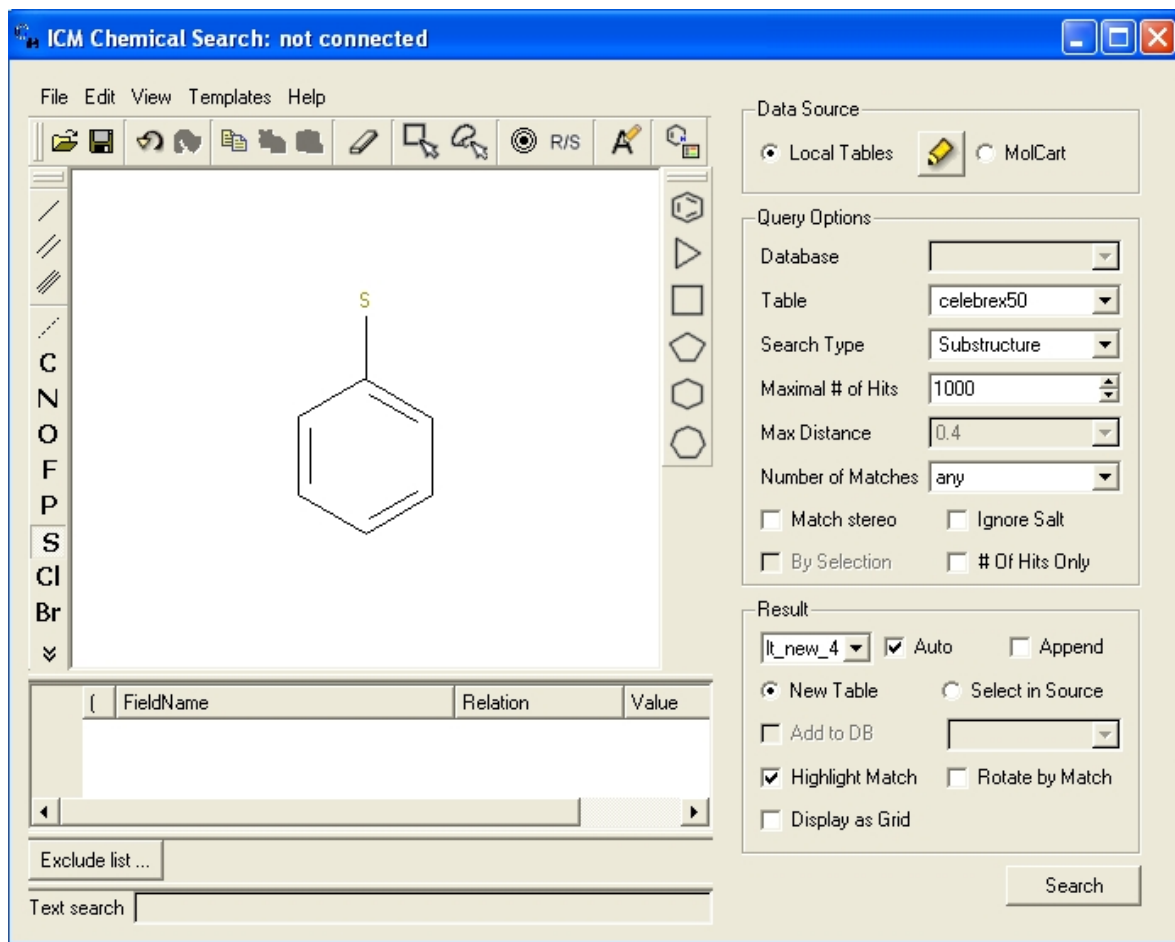 ICM Chemical Search: not connected
File Edit View Templates Help
R/S A
S
C
N
O
F
P
S
Cl
Br
( FieldName Relation Value
Exclude list ...
Text search
Data Source
Local Tables MolCart
Query Options
Database
Table celebrex50
Search Type Substructure
Maximal # of Hits 1000
Max Distance 0.4
Number of Matches any
Match stereo Ignore Salt
By Selection # Of Hits Only
Result
lt_new_4 Auto Append
New Table Select in Source
Add to DB
Highlight Match Rotate by Match
Display as Grid
Search